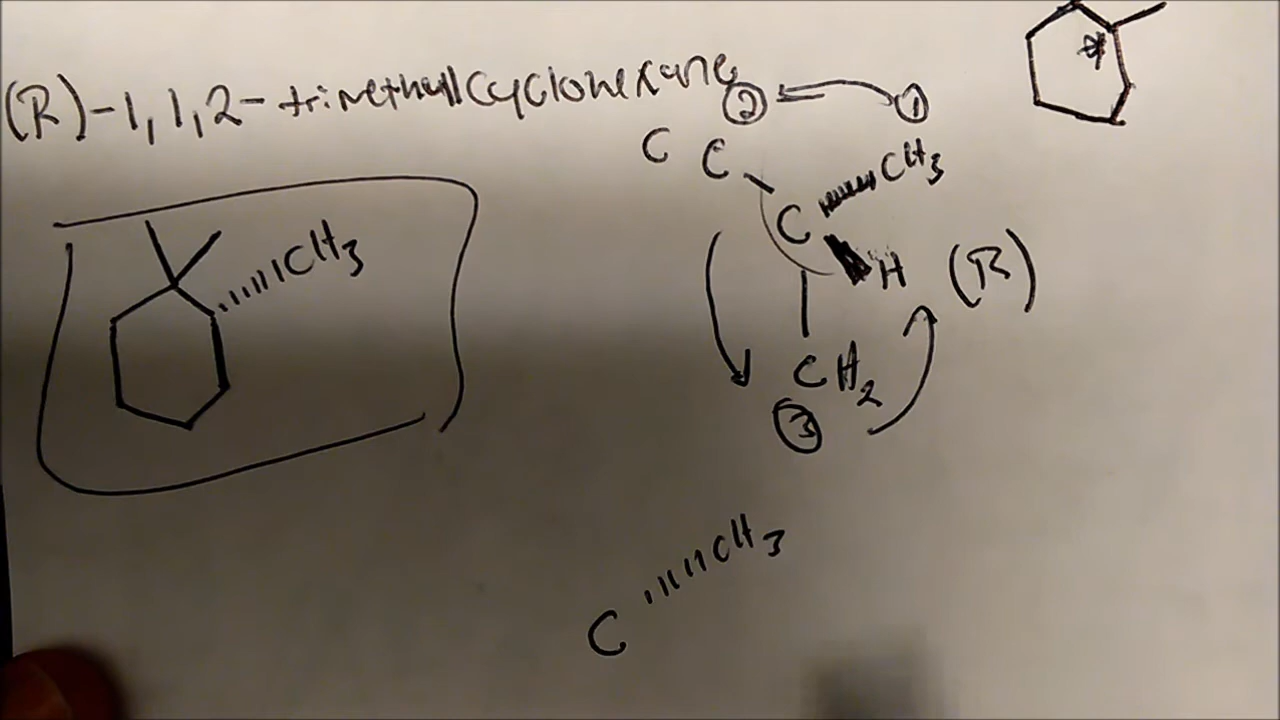 (R)-1,1,2-trimethylcyclohexane
② ①
C C CH3
C
H (R)
CH3
CH2
③
CH3
C